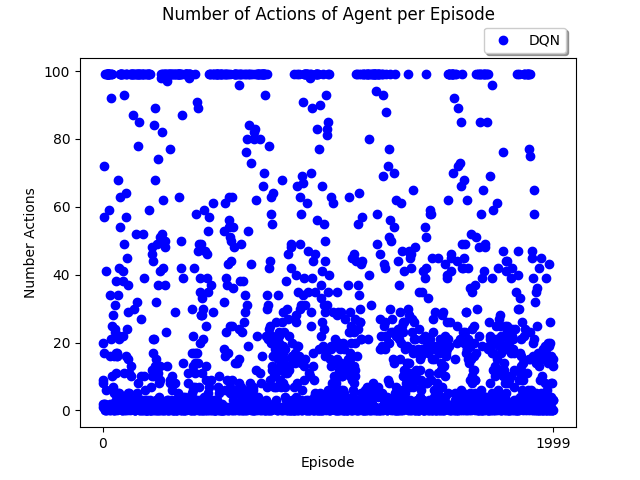 Number of Actions of Agent per Episode
DQN
100
80
60
40
20
0
Number Actions
0
1999
Episode